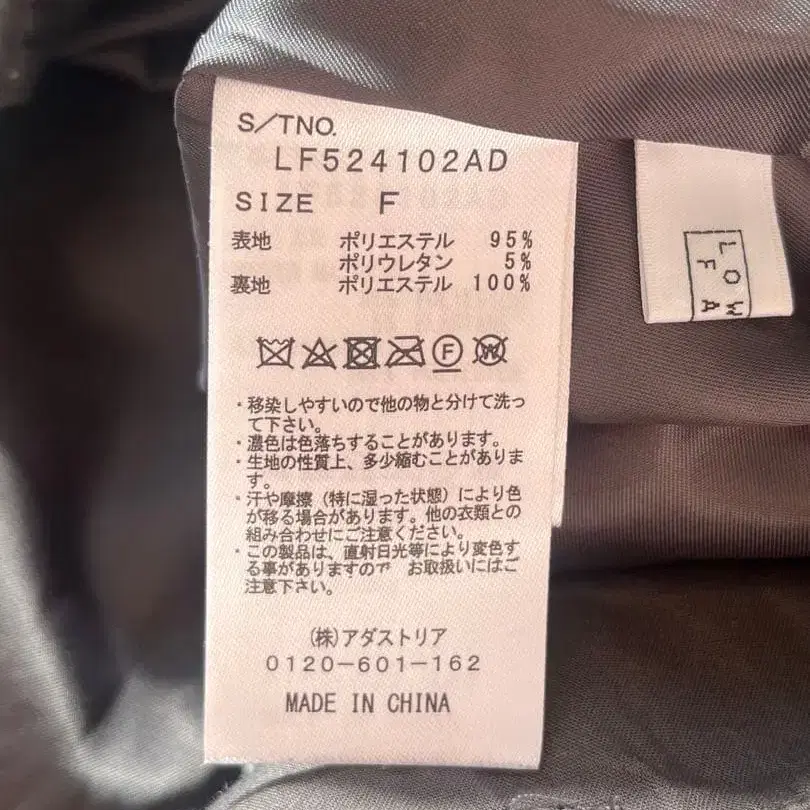 S/TNO.
LF524102AD
SIZE F
表地 ポリエステル 95%
ポリウレタン 5%
裏地 ポリエステル 100%
F W
・移染しやすいので他の物と分けて洗っ
て下さい。
・濃色は色落ちすることがあります。
・生地の性質上、多少縮むことがありま
す。
・汗や摩擦（特に湿った状態）により色
が移る場合があります。他の衣類との
組み合わせにご注意ください。
・この製品は、直射日光等により変色す
る事がありますので お取扱いにはご
注意下さい。
(株)アダストリア
0120-601-162
MADE IN CHINA
LOW
FA